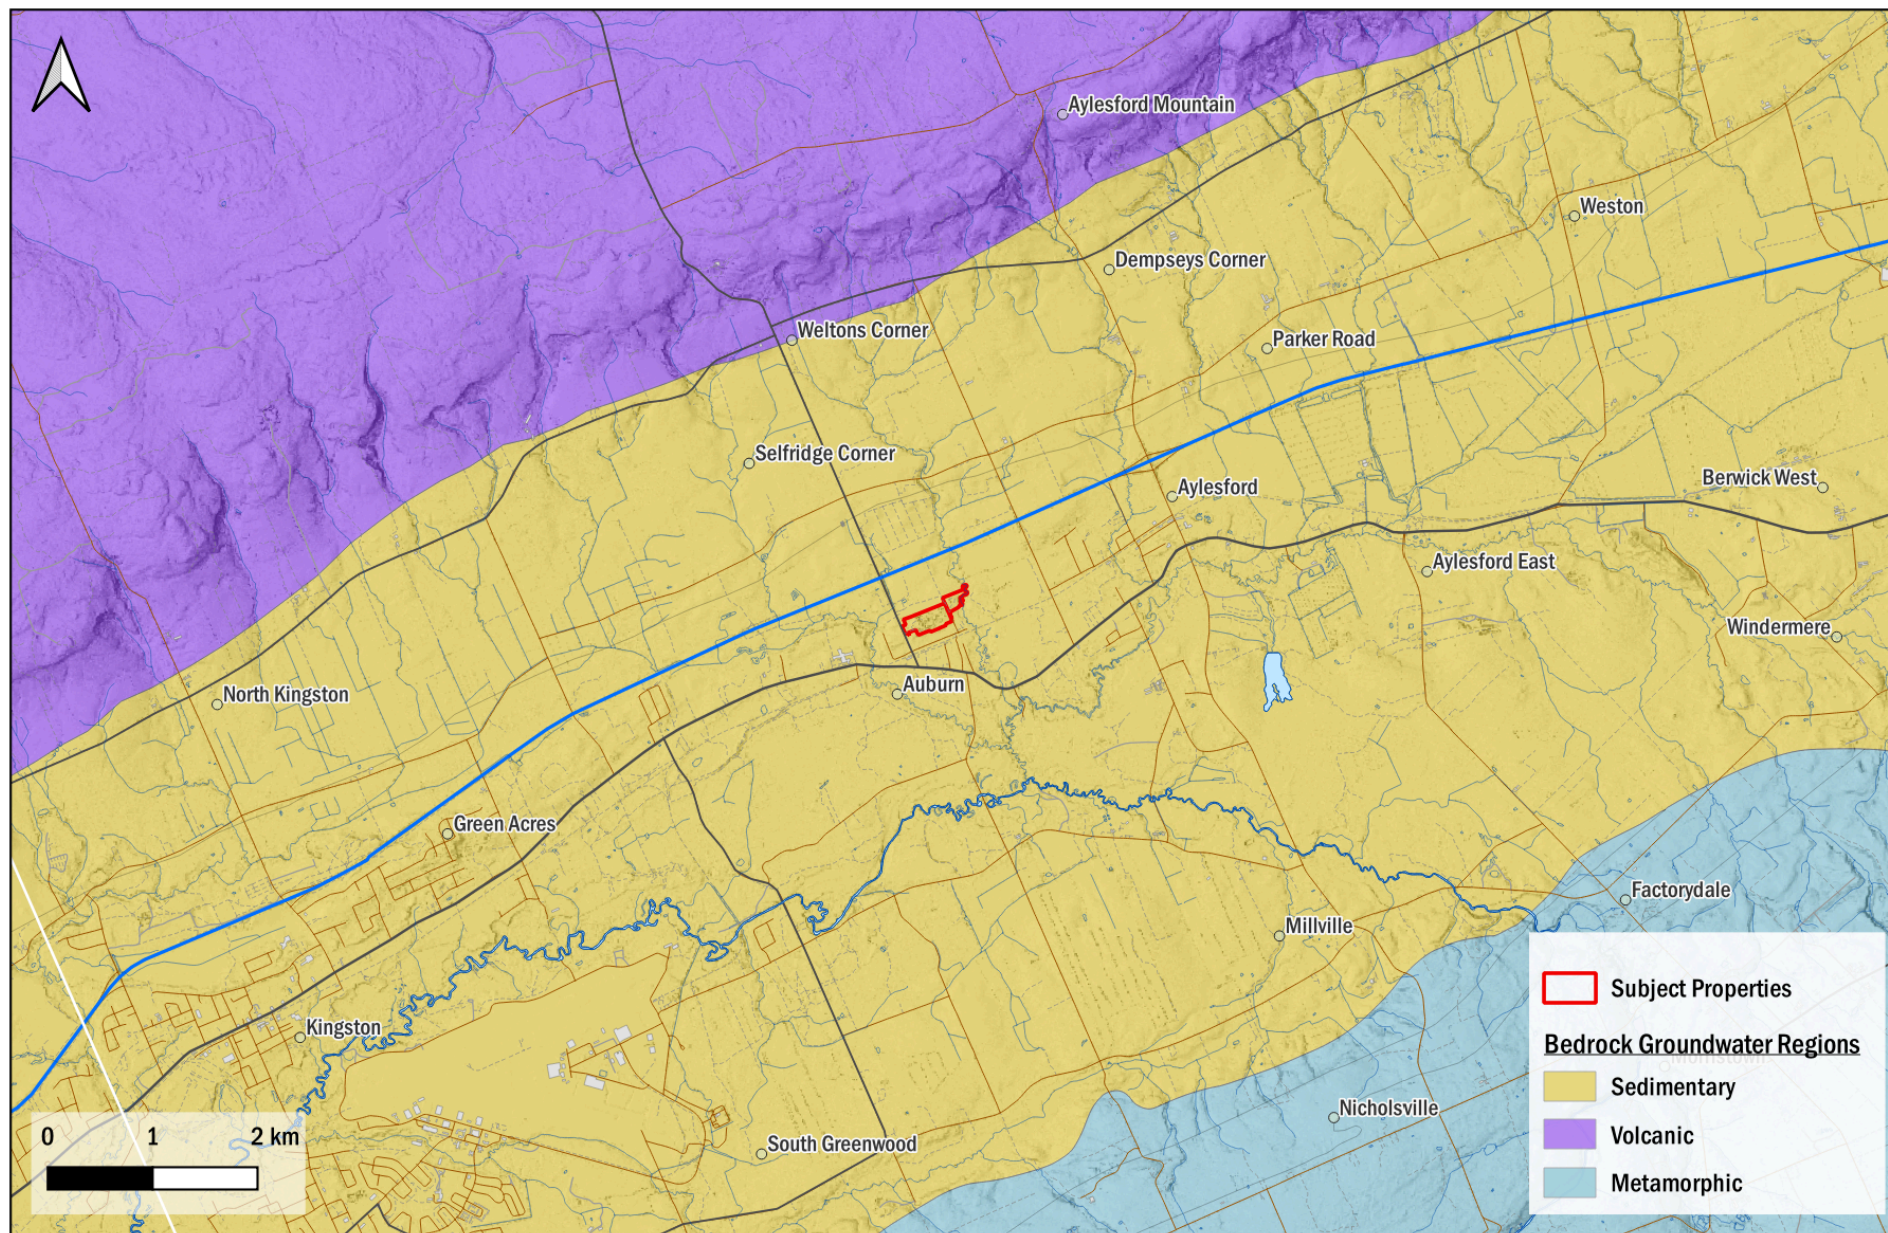 Aylesford Mountain
Weston
Dempseys Corner
Weltons Corner
Parker Road
Selfridge Corner
Aylesford
Berwick West
Aylesford East
Windermere
North Kingston
Auburn
Green Acres
Factorydale
Millville
Kingston
Nicholsville
South Greenwood
0 1 2 km
Subject Properties
Bedrock Groundwater Regions
Morristown
Sedimentary
Volcanic
Metamorphic